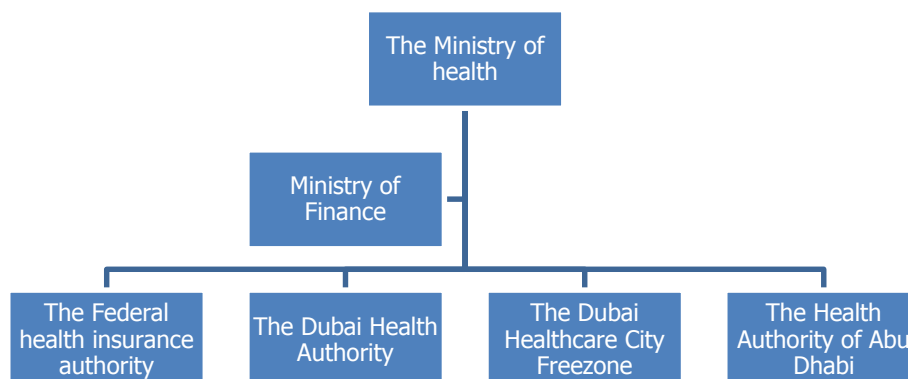 The Ministry of
health
Ministry of
Finance
The Federal
health insurance
authority
The Dubai Health
Authority
The Dubai
Healthcare City
Freezone
The Health
Authority of Abu
Dhabi